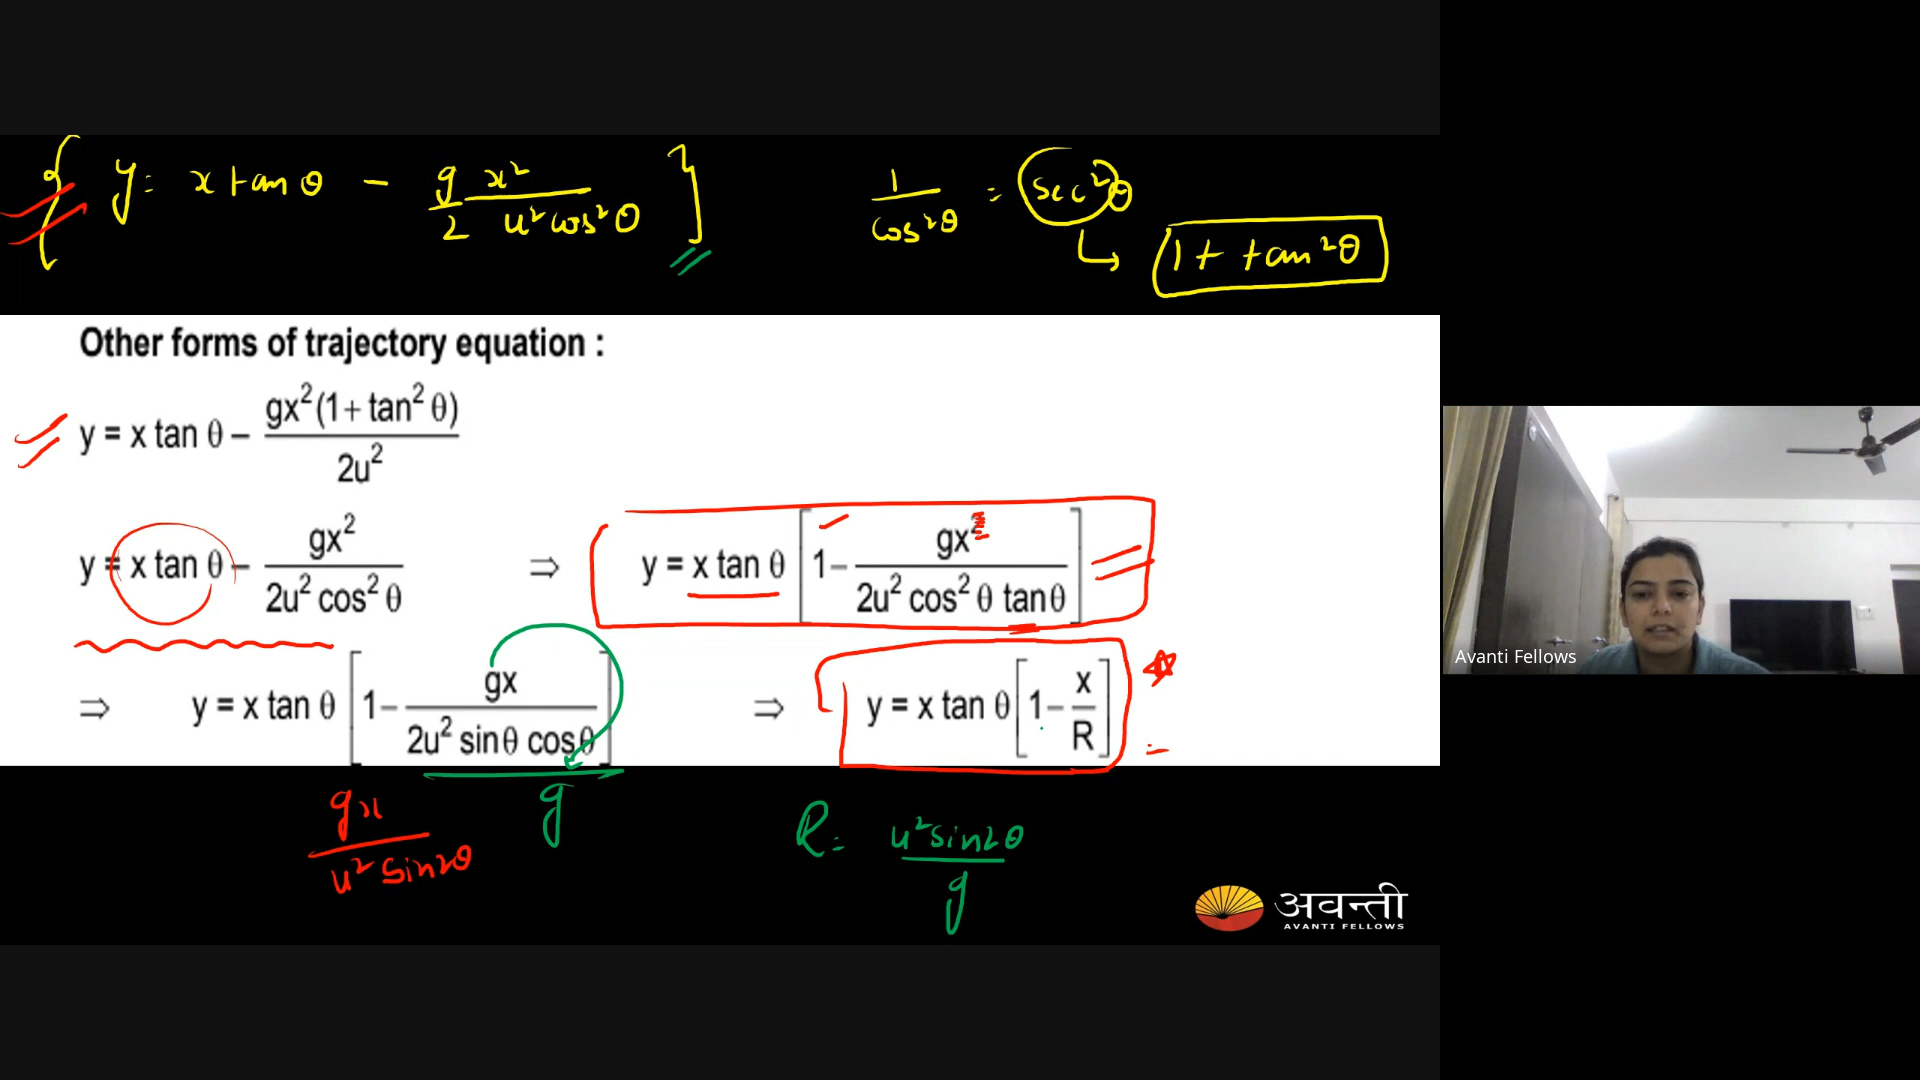 y = x tan θ − g/2 x²/u² cos² θ
1/cos²θ = sec²θ
1 + tan²θ
Other forms of trajectory equation :
y = x tan θ − gx²(1+ tan² θ)/2u²
y = x tan θ − gx²/2u² cos² θ ⇒ y = x tan θ [1− gx²/2u² cos² θ tan θ]
⇒ y = x tan θ [1− gx/2u² sin θ cos θ] ⇒ y = x tan θ [1− x/R]
gx/u² sin2θ
g
R = u² sin2θ/g
Avanti Fellows
अवन्ती
AVANTI FELLOWS